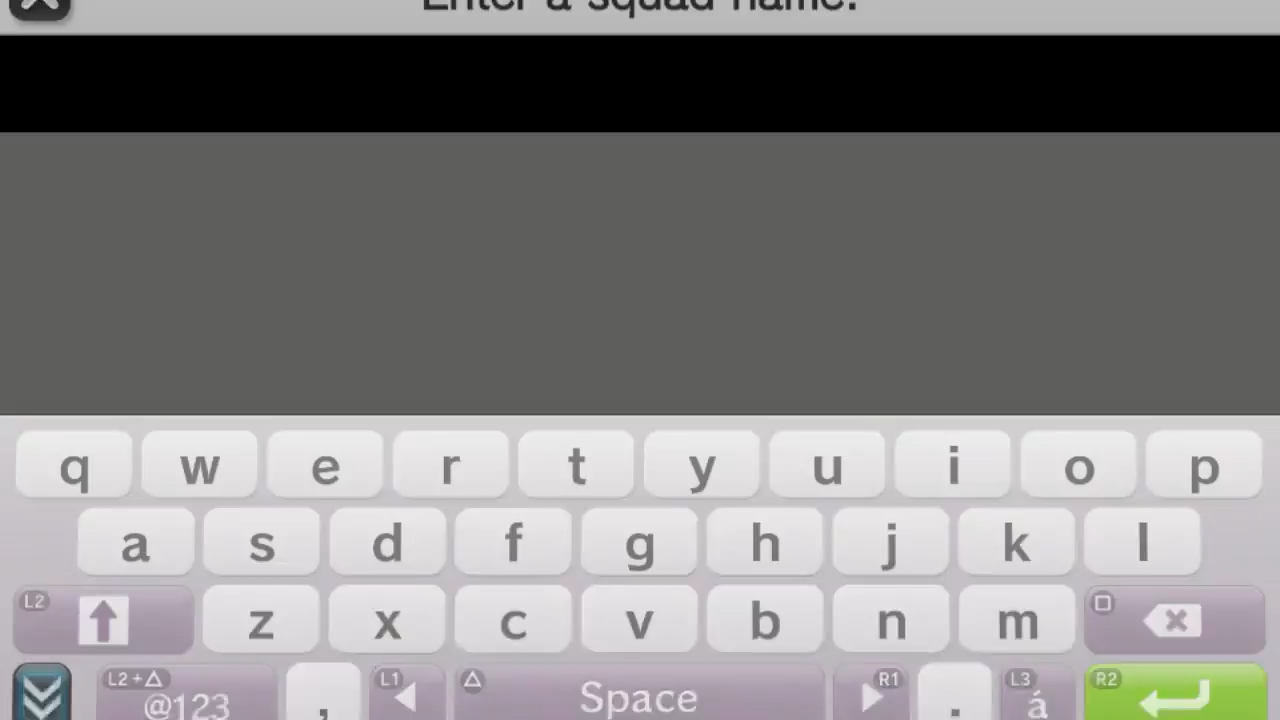 Enter a squad name.
q w e r t y u i o p
a s d f g h j k l
L2 z x c v b n m
L2+△ @123 , L1 △ Space R1 . L3 á R2